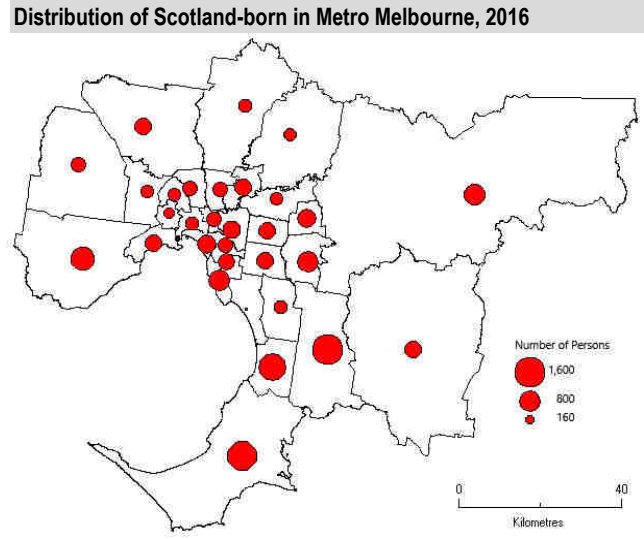 Distribution of Scotland-born in Metro Melbourne, 2016
Number of Persons
1,600
800
160
0 40
Kilometres